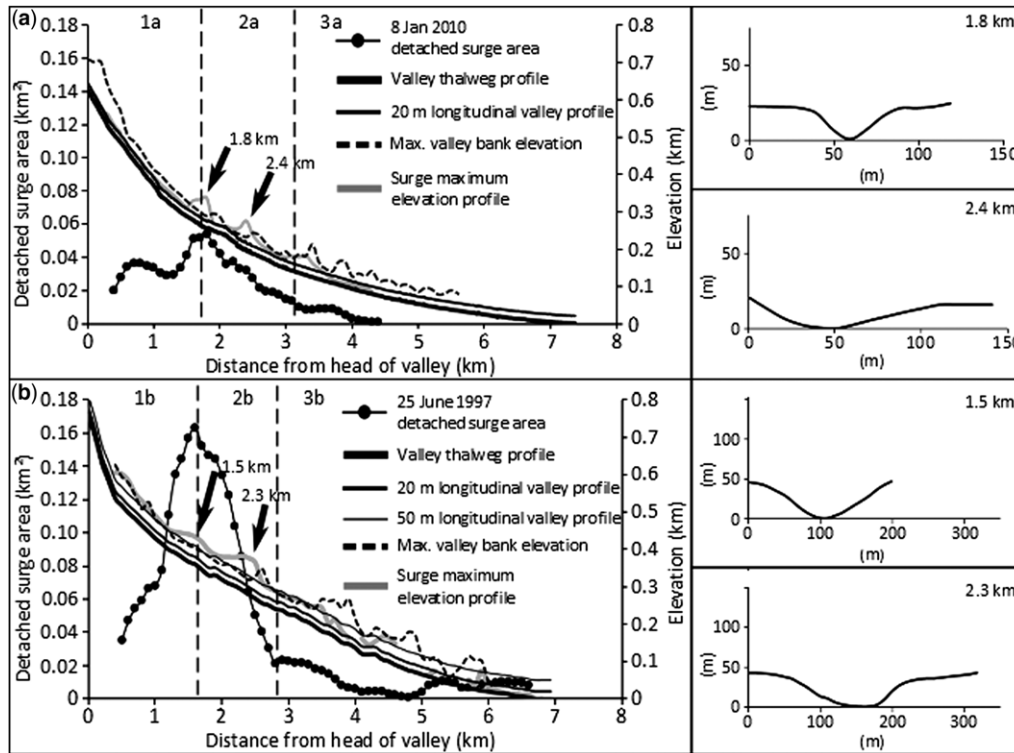 (a)
0.18
0.16
0.14
0.12
0.10
0.08
0.06
0.04
0.02
0
Detached surge area (km²)
1a 2a 3a
8 Jan 2010
detached surge area
Valley thalweg profile
20 m longitudinal valley profile
Max. valley bank elevation
Surge maximum
elevation profile
1.8 km
2.4 km
0.8
0.7
0.6
0.5
0.4
0.3
0.2
0.1
0
Elevation (km)
0 1 2 3 4 5 6 7 8
Distance from head of valley (km)
1.8 km
50
0
(m)
0 50 100 150
(m)
2.4 km
50
0
(m)
0 50 100 150
(m)
(b)
0.18
0.16
0.14
0.12
0.10
0.08
0.06
0.04
0.02
0
Detached surge area (km²)
1b 2b 3b
25 June 1997
detached surge area
Valley thalweg profile
20 m longitudinal valley profile
50 m longitudinal valley profile
Max. valley bank elevation
Surge maximum
elevation profile
1.5 km
2.3 km
0.8
0.7
0.6
0.5
0.4
0.3
0.2
0.1
0
Elevation (km)
0 1 2 3 4 5 6 7 8
Distance from head of valley (km)
1.5 km
100
50
0
(m)
0 100 200 300
(m)
2.3 km
100
50
0
(m)
0 100 200 300
(m)